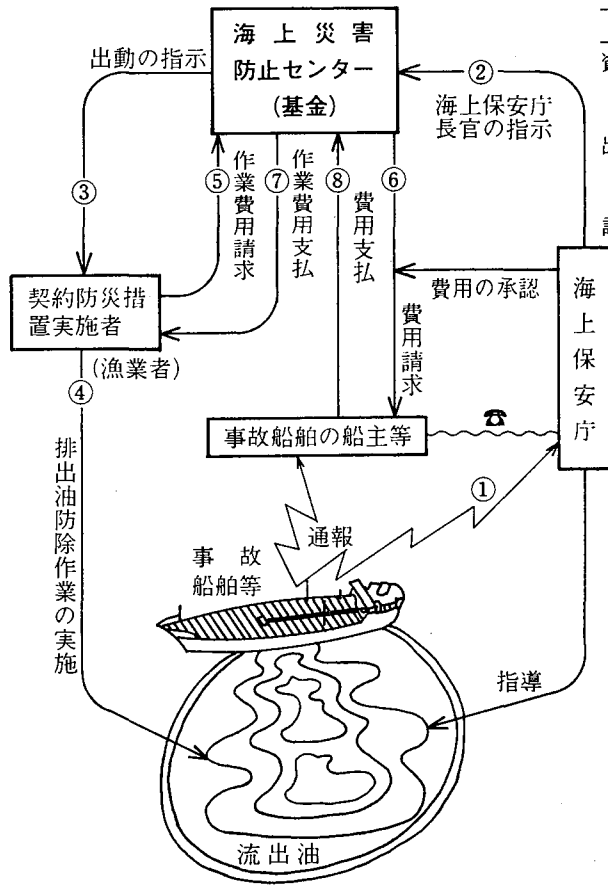 海上災害
防止センター
(基金)
出動の指示
②
海上保安庁
長官の指示
③
⑤
作業費用請求
⑦
作業費用支払
⑧
費用支払
⑥
費用請求
費用の承認
契約防災措
置実施者
(漁業者)
海上保安庁
④
排出油防除作業の実施
事故船舶の船主等
①
通報
事故
船舶等
指導
流出油